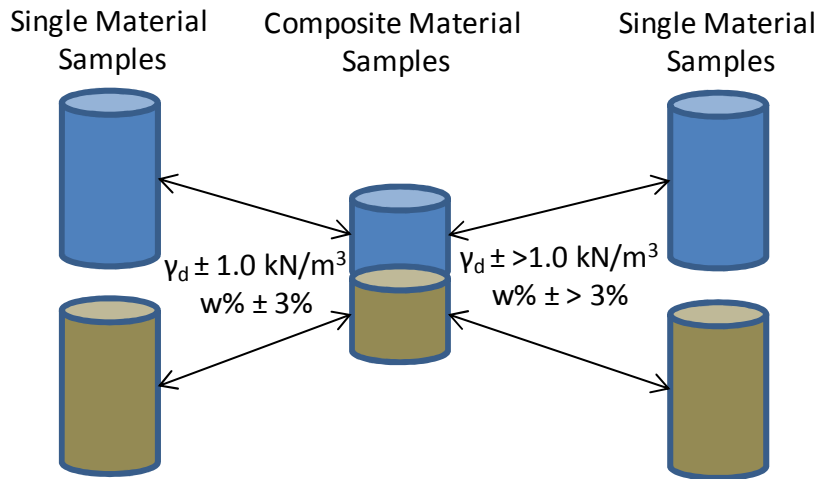 Single Material
Samples
Composite Material
Samples
Single Material
Samples
γd ± 1.0 kN/m³
w% ± 3%
γd ± >1.0 kN/m³
w% ± > 3%